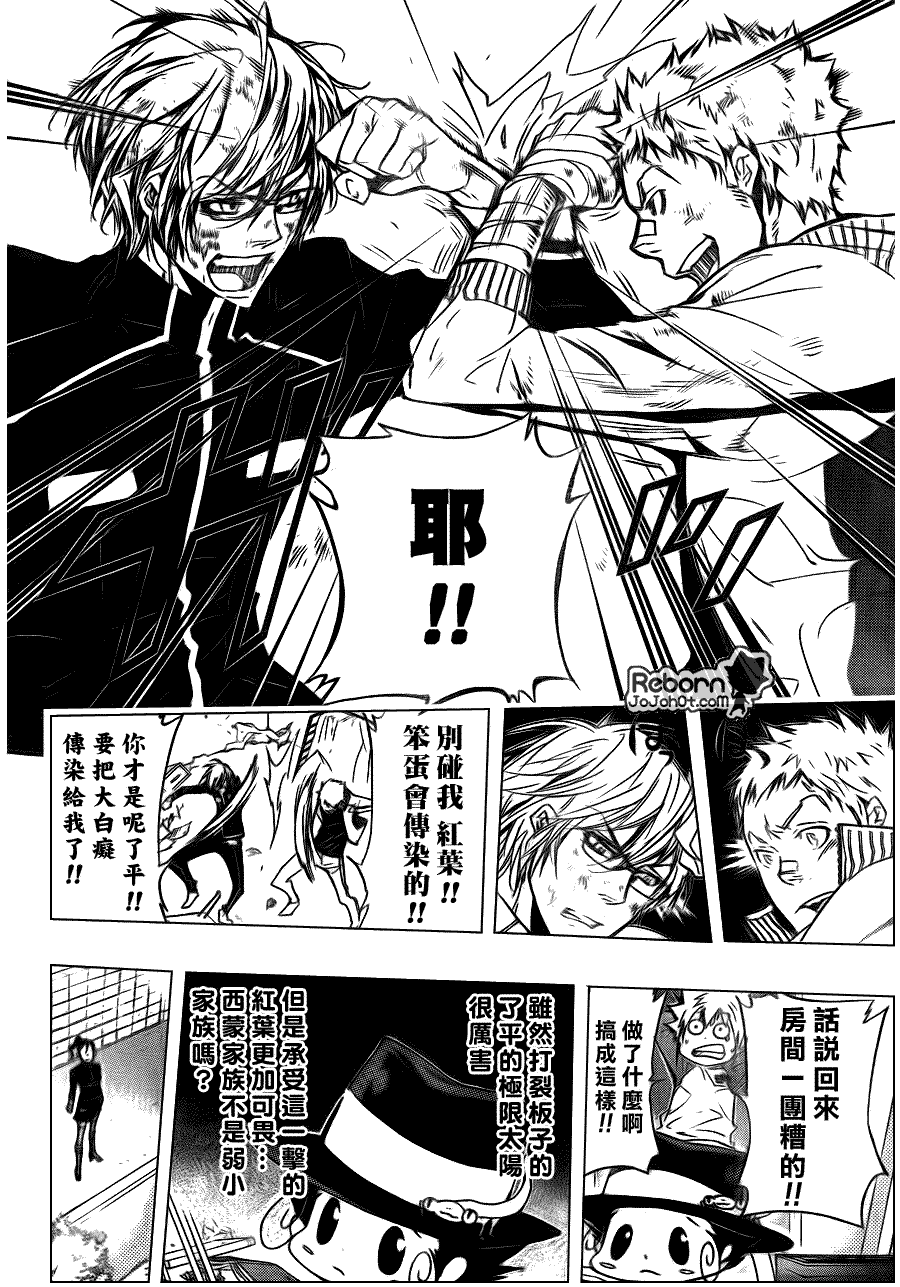 耶!!
Reborn
JoJoHot.com
別碰我 紅葉!!
笨蛋會傳染的!!
你才是呢了平!!
要把大白癡
傳染給我了!!
話説回來
房間一團糟的!!
做了什麼啊
搞成這樣!!
雖然打裂板子的
了平的極限太陽
很厲害
但是承受這一擊的
紅葉更加可畏…
西蒙家族不是弱小
家族嗎？